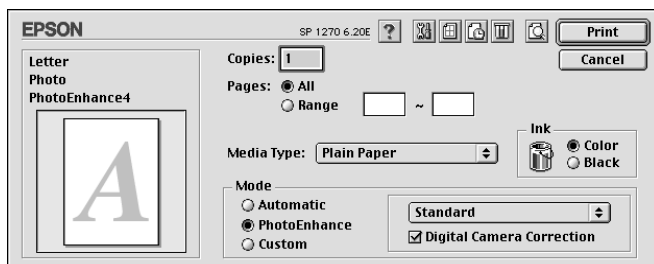 EPSON
SP 1270 6.20E
?
Print
Cancel
Letter
Photo
PhotoEnhance4
A
Copies: 1
Pages: All
Range ~
Media Type: Plain Paper
Ink
Color
Black
Mode
Automatic
PhotoEnhance
Custom
Standard
Digital Camera Correction